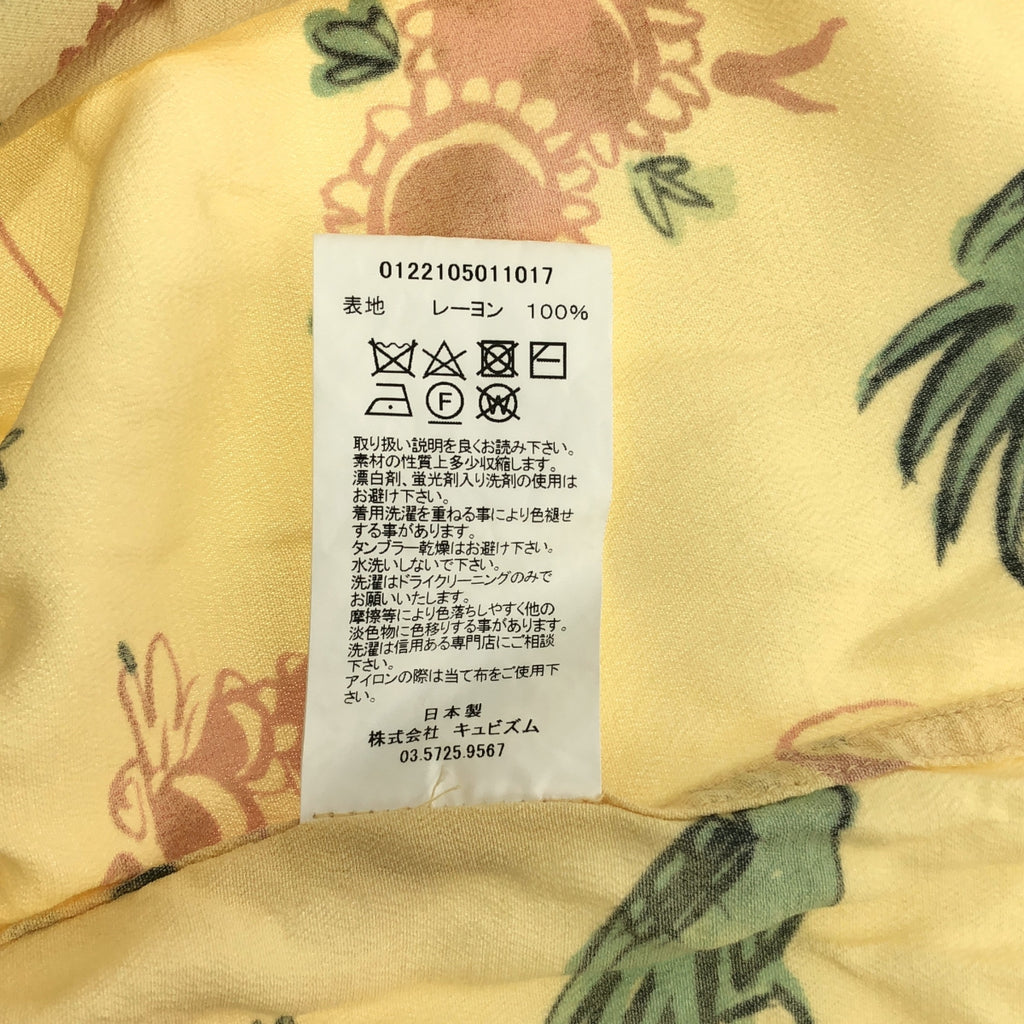 0122105011017
表地 レーヨン 100%
F W
取り扱い説明を良くお読み下さい。
素材の性質上多少収縮します。
漂白剤、蛍光剤入り洗剤の使用は
お避け下さい。
着用洗濯を重ねる事により色褪せ
する事があります。
タンブラー乾燥はお避け下さい。
水洗いしないで下さい。
洗濯はドライクリーニングのみで
お願いいたします。
摩擦等により色落ちしやすく他の
淡色物に色移りする事があります。
洗濯は信用ある専門店にご相談
下さい。
アイロンの際は当て布をご使用下
さい。
日本製
株式会社 キュビズム
03.5725.9567